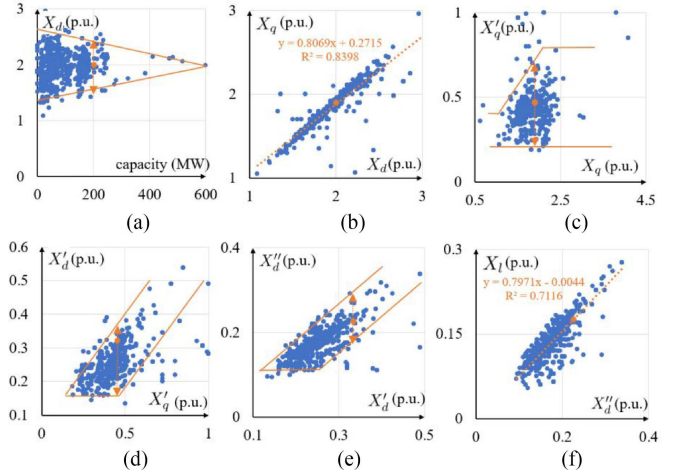 3
X_d (p.u.)
2
1
0
0
200
400
600
capacity (MW)
(a)
3
X_q (p.u.)
y = 0.8069x + 0.2715
R² = 0.8398
2
1
1
2
3
X_d (p.u.)
(b)
1
X'_q (p.u.)
0.5
0
0.5
2.5
4.5
X_q (p.u.)
(c)
0.6
X'_d (p.u.)
0.5
0.4
0.3
0.2
0.1
0
0.5
1
X'_q (p.u.)
(d)
0.4
X''_d (p.u.)
0.2
0
0.1
0.3
0.5
X'_d (p.u.)
(e)
0.3
X_l (p.u.)
y = 0.7971x - 0.0044
R² = 0.7116
0.15
0
0
0.2
0.4
X''_d (p.u.)
(f)